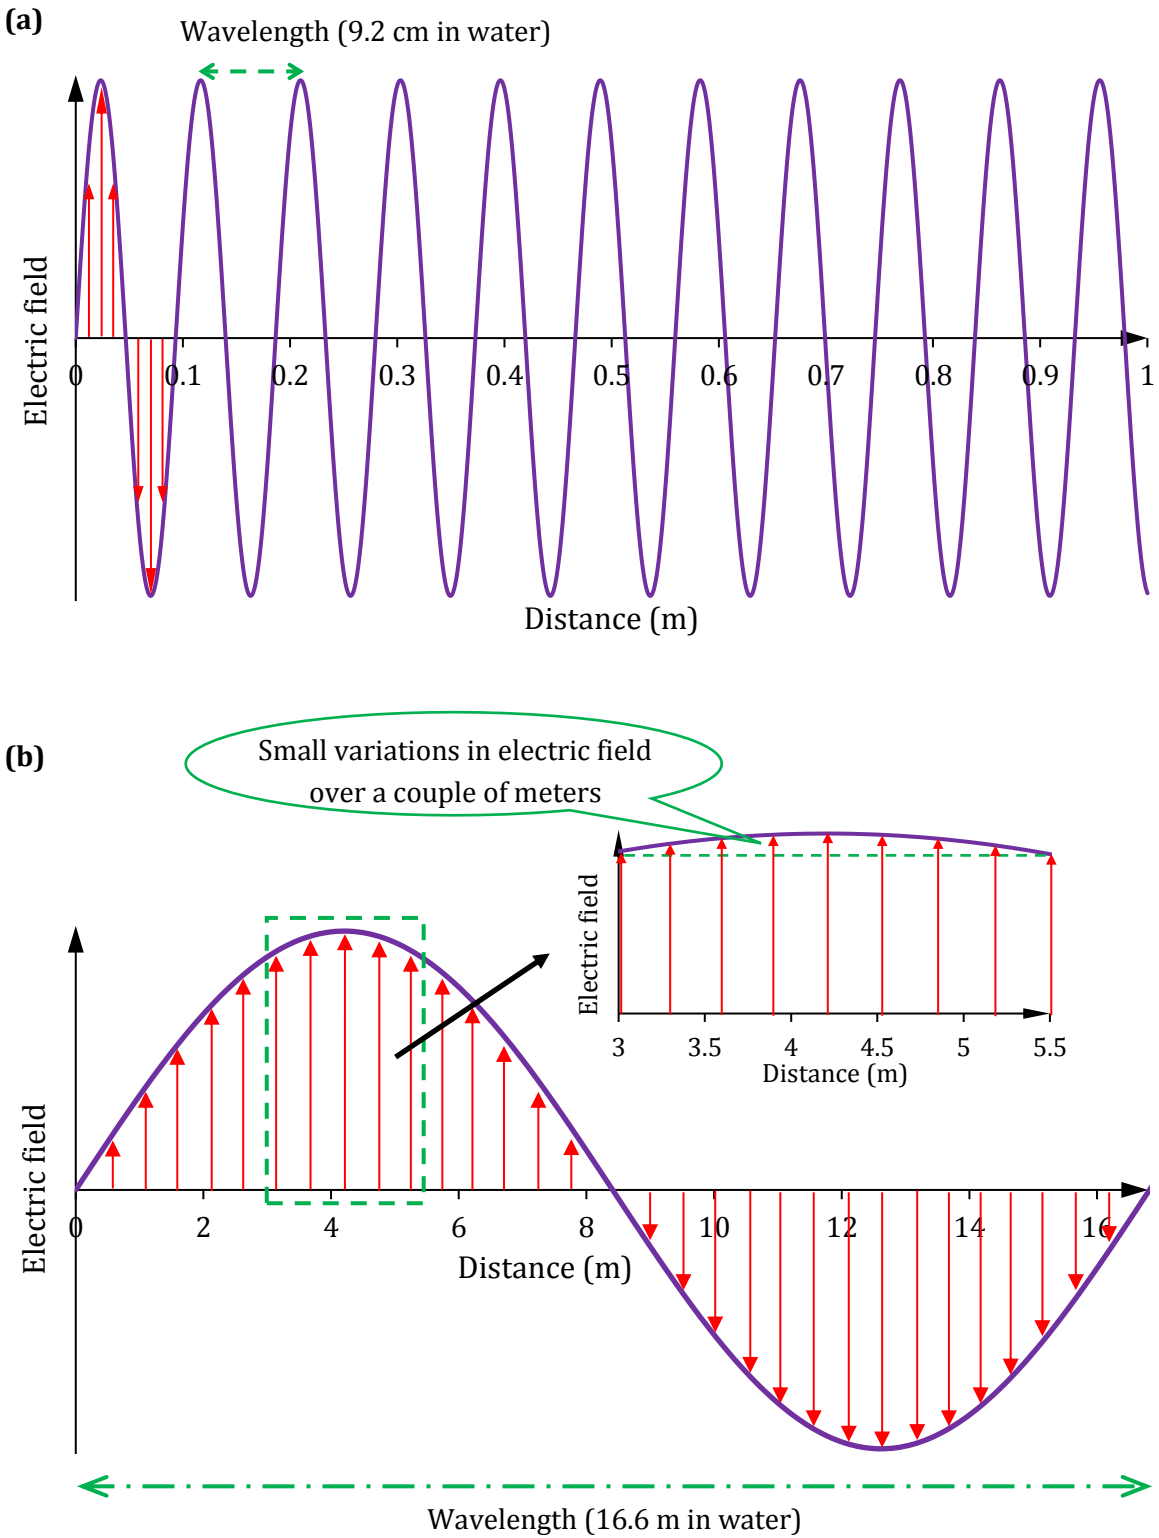 (a)
Wavelength (9.2 cm in water)
Electric field
0 0.1 0.2 0.3 0.4 0.5 0.6 0.7 0.8 0.9 1
Distance (m)
(b)
Small variations in electric field
over a couple of meters
Electric field
3 3.5 4 4.5 5 5.5
Distance (m)
Electric field
0 2 4 6 8 10 12 14 16
Distance (m)
Wavelength (16.6 m in water)